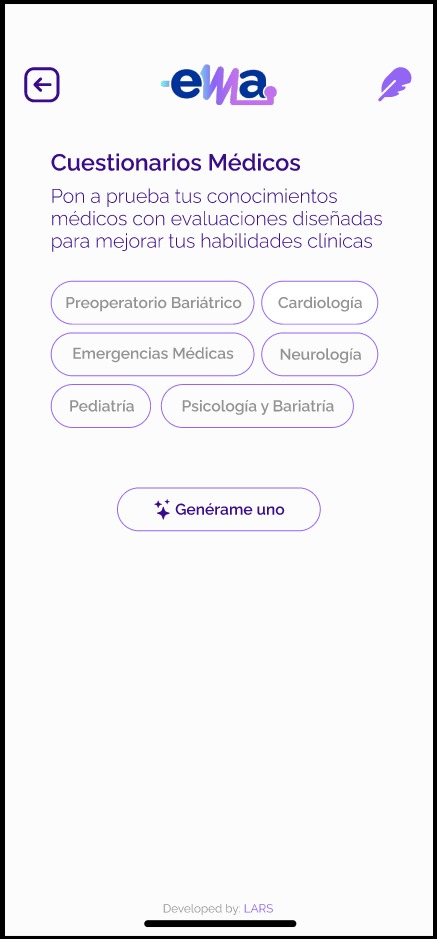 ema
Cuestionarios Médicos
Pon a prueba tus conocimientos
médicos con evaluaciones diseñadas
para mejorar tus habilidades clínicas
Preoperatorio Bariátrico
Cardiología
Emergencias Médicas
Neurología
Pediatría
Psicología y Bariatría
Genérame uno
Developed by: LARS